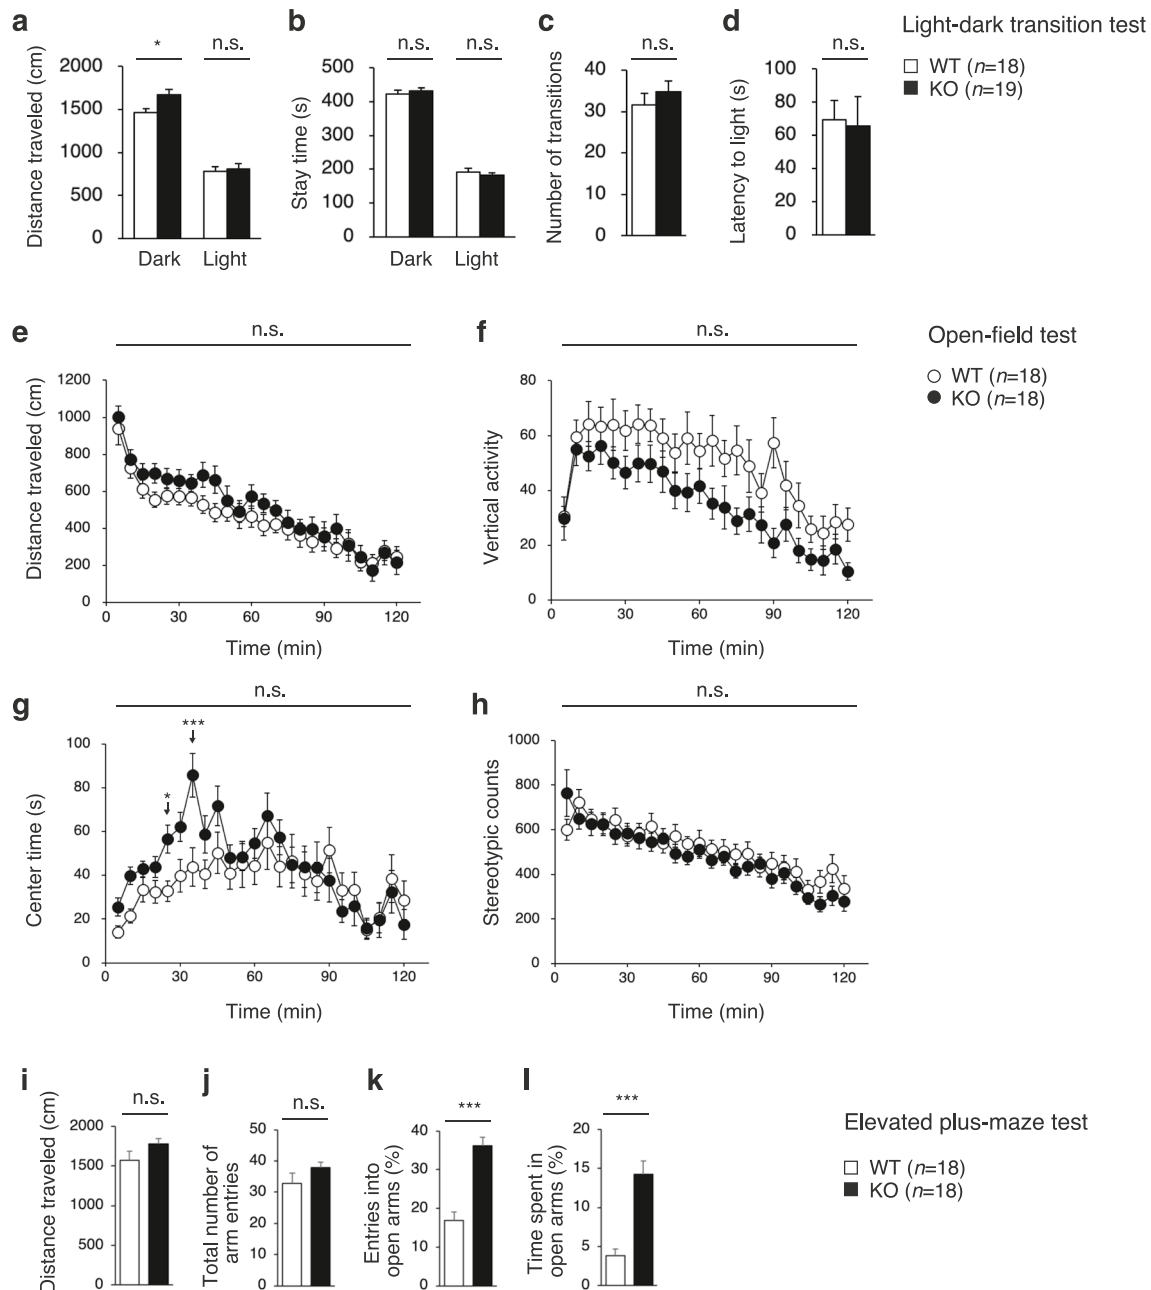 a
b
c
d
Light-dark transition test
WT (n=18)
KO (n=19)
*
n.s.
Distance traveled (cm)
2000
1500
1000
500
0
Dark
Light
n.s.
n.s.
Stay time (s)
500
400
300
200
100
0
Dark
Light
n.s.
Number of transitions
40
30
20
10
0
n.s.
Latency to light (s)
100
80
60
40
20
0
e
n.s.
Distance traveled (cm)
1200
1000
800
600
400
200
0
0
30
60
90
120
Time (min)
f
n.s.
Vertical activity
80
60
40
20
0
0
30
60
90
120
Time (min)
Open-field test
WT (n=18)
KO (n=18)
g
n.s.
*
***
Center time (s)
100
80
60
40
20
0
0
30
60
90
120
Time (min)
h
n.s.
Stereotypic counts
1000
800
600
400
200
0
0
30
60
90
120
Time (min)
i
n.s.
Distance traveled (cm)
2000
1500
1000
500
0
j
n.s.
Total number of
arm entries
50
40
30
20
10
0
k
***
Entries into
open arms (%)
40
30
20
10
0
l
***
Time spent in
open arms (%)
20
15
10
5
0
Elevated plus-maze test
WT (n=18)
KO (n=18)